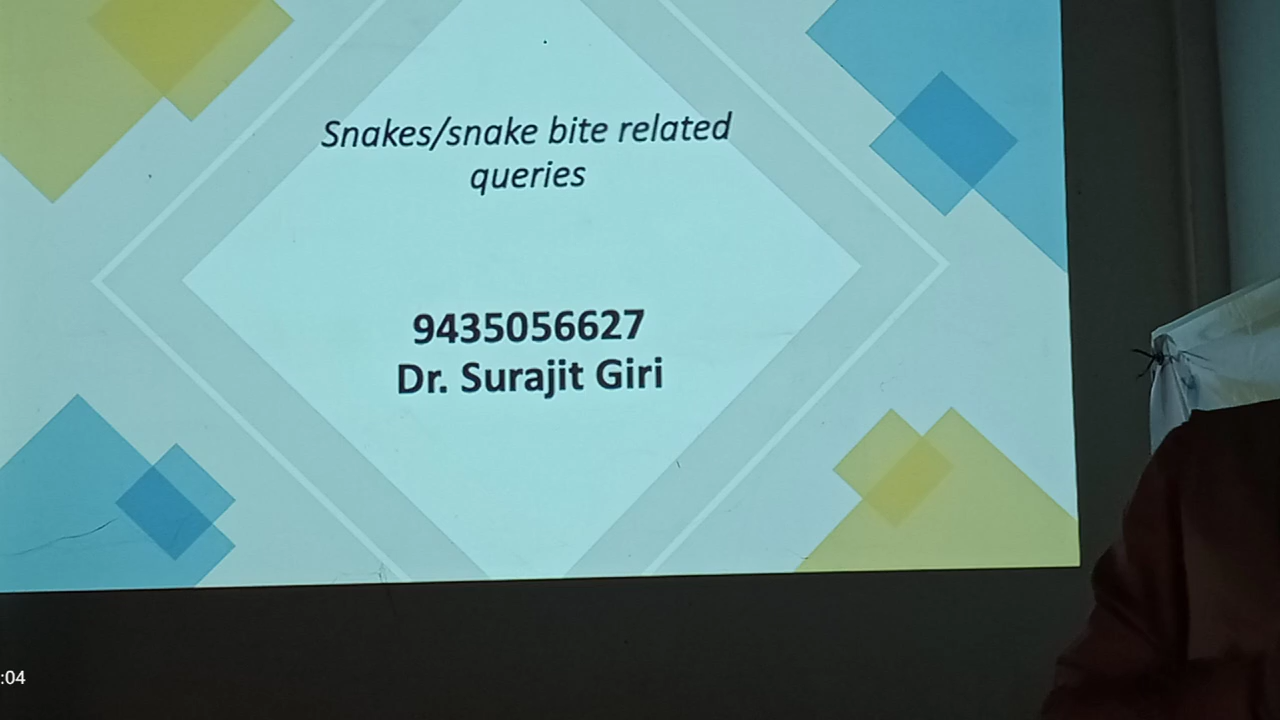 Snakes/snake bite related
queries
9435056627
Dr. Surajit Giri
:04